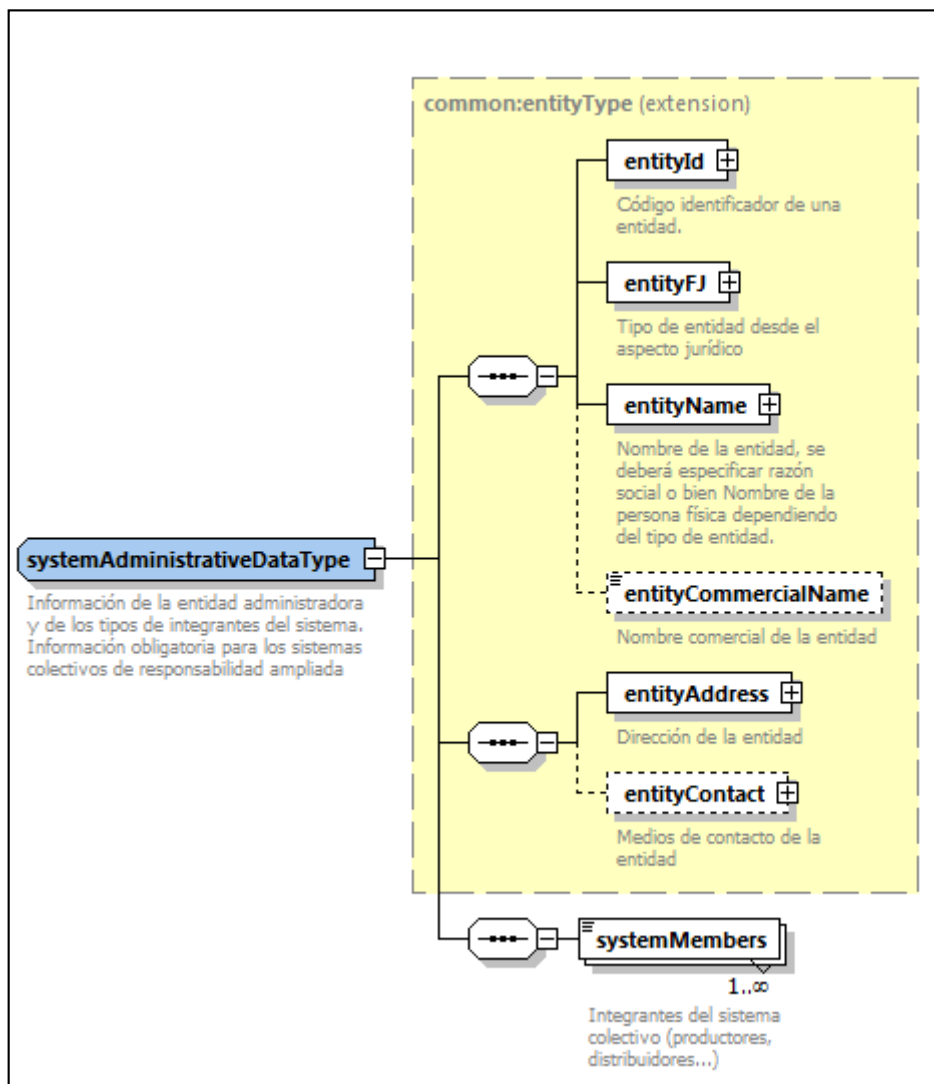 common:entityType (extension)
entityId
Código identificador de una
entidad.
entityFJ
Tipo de entidad desde el
aspecto jurídico
entityName
Nombre de la entidad, se
deberá especificar razón
social o bien Nombre de la
persona física dependiendo
del tipo de entidad.
systemAdministrativeDataType
Información de la entidad administradora
y de los tipos de integrantes del sistema.
Información obligatoria para los sistemas
colectivos de responsabilidad ampliada
entityCommercialName
Nombre comercial de la entidad
entityAddress
Dirección de la entidad
entityContact
Medios de contacto de la
entidad
systemMembers
1..∞
Integrantes del sistema
colectivo (productores,
distribuidores...)